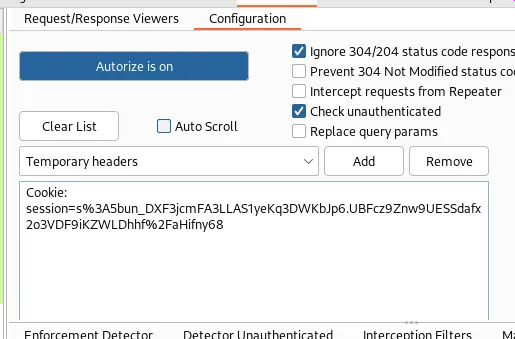 Request/Response Viewers Configuration
Autorize is on
Ignore 304/204 status code respons
Prevent 304 Not Modified status co
Intercept requests from Repeater
Check unauthenticated
Replace query params
Clear List
Auto Scroll
Temporary headers
Add
Remove
Cookie:
session=s%3A5bun_DXF3jcmFA3LLAS1yeKq3DWKbJp6.UBFcz9Znw9UESSdafx
2o3VDF9iKZWLDhhf%2FaHifny68
Enforcement Detector Detector Unauthenticated Interception Filters Ma